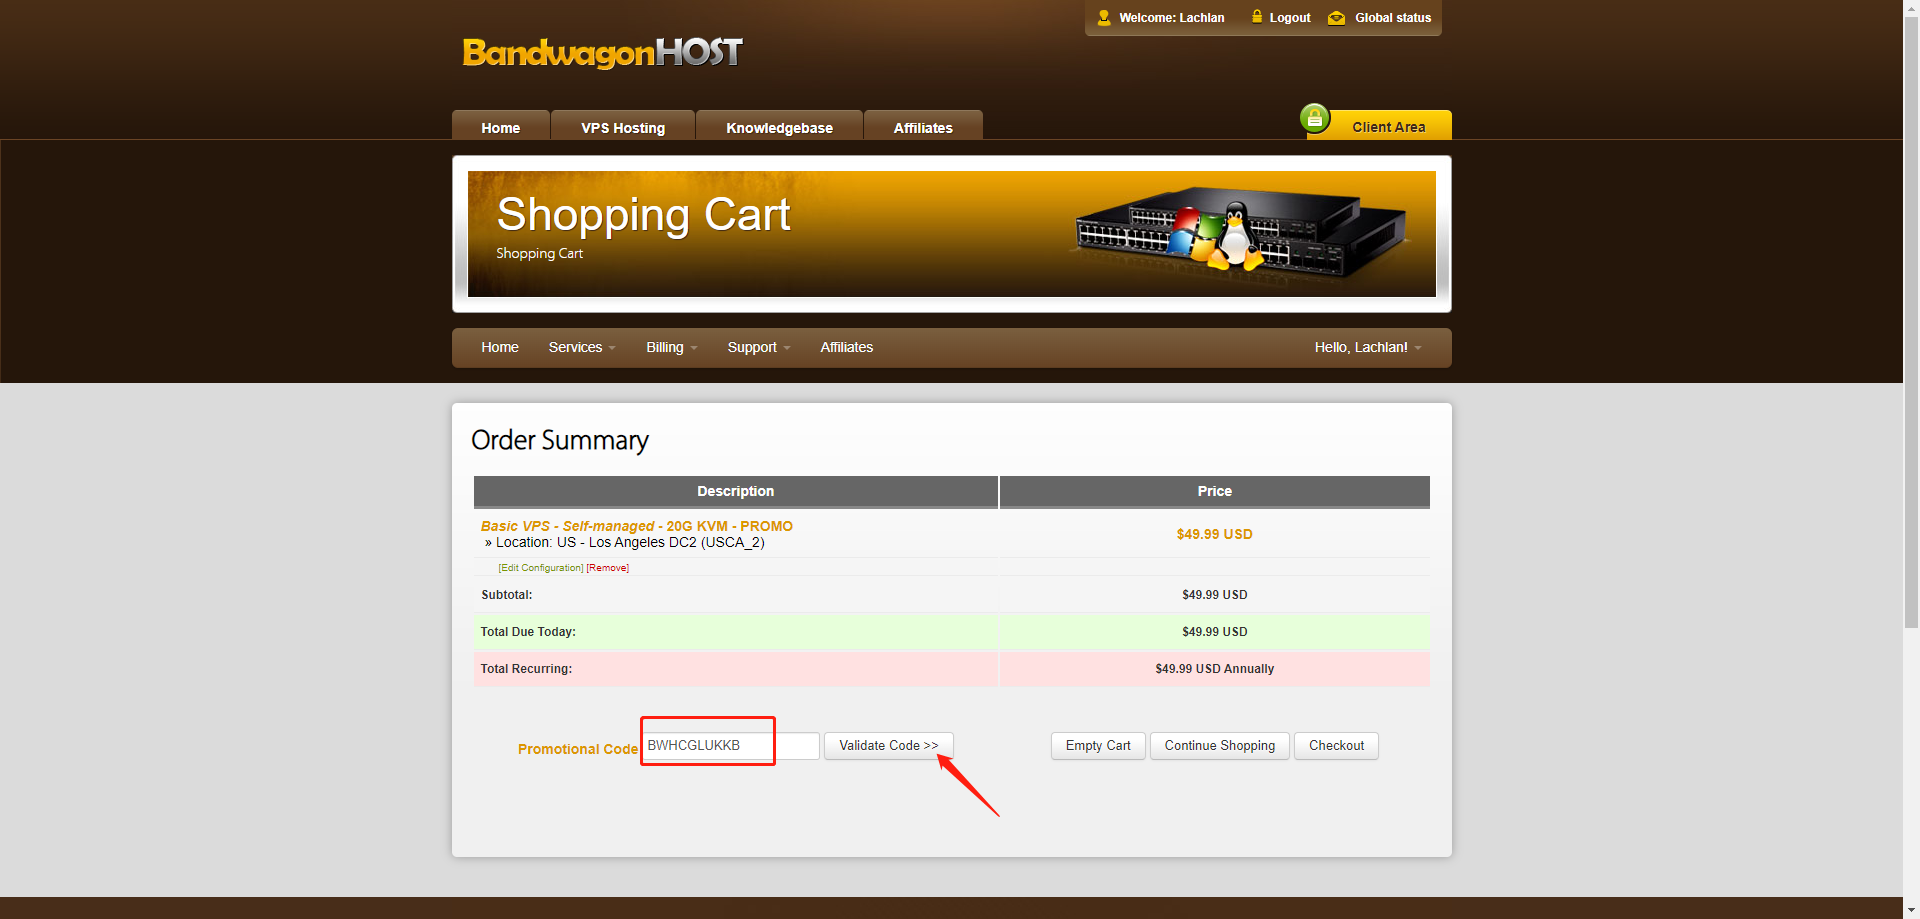 Welcome: Lachlan Logout Global status
BandwagonHOST
Home VPS Hosting Knowledgebase Affiliates Client Area
Shopping Cart
Shopping Cart
Home Services Billing Support Affiliates Hello, Lachlan!
Order Summary
Description Price
Basic VPS - Self-managed - 20G KVM - PROMO $49.99 USD
» Location: US - Los Angeles DC2 (USCA_2)
[Edit Configuration] [Remove]
Subtotal: $49.99 USD
Total Due Today: $49.99 USD
Total Recurring: $49.99 USD Annually
Promotional Code BWHCGLUKKB Validate Code >> Empty Cart Continue Shopping Checkout